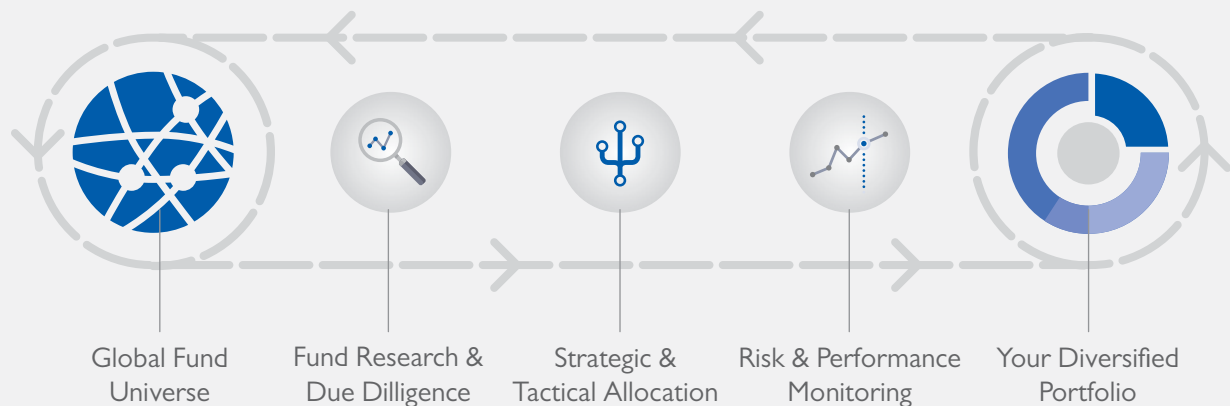 Global Fund
Universe
Fund Research &
Due Dilligence
Strategic &
Tactical Allocation
Risk & Performance
Monitoring
Your Diversified
Portfolio